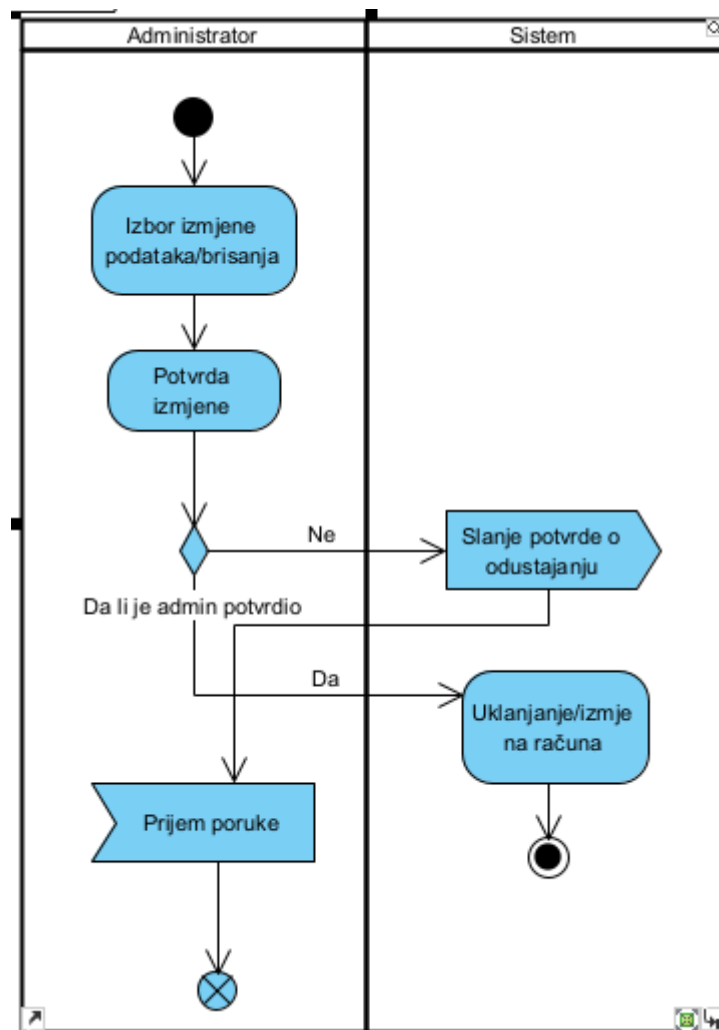 Administrator
Sistem
Izbor izmjene
podataka/brisanja
Potvrda
izmjene
Ne
Slanje potvrde o
odustajanju
Da li je admin potvrdio
Da
Uklanjanje/izmje
na računa
Prijem poruke